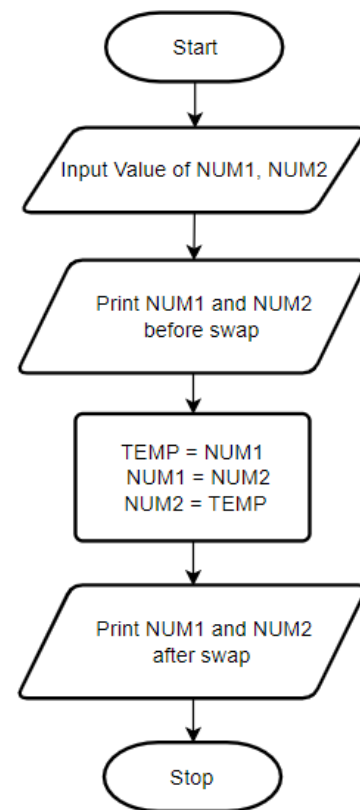 Start
Input Value of NUM1, NUM2
Print NUM1 and NUM2
before swap
TEMP = NUM1
NUM1 = NUM2
NUM2 = TEMP
Print NUM1 and NUM2
after swap
Stop